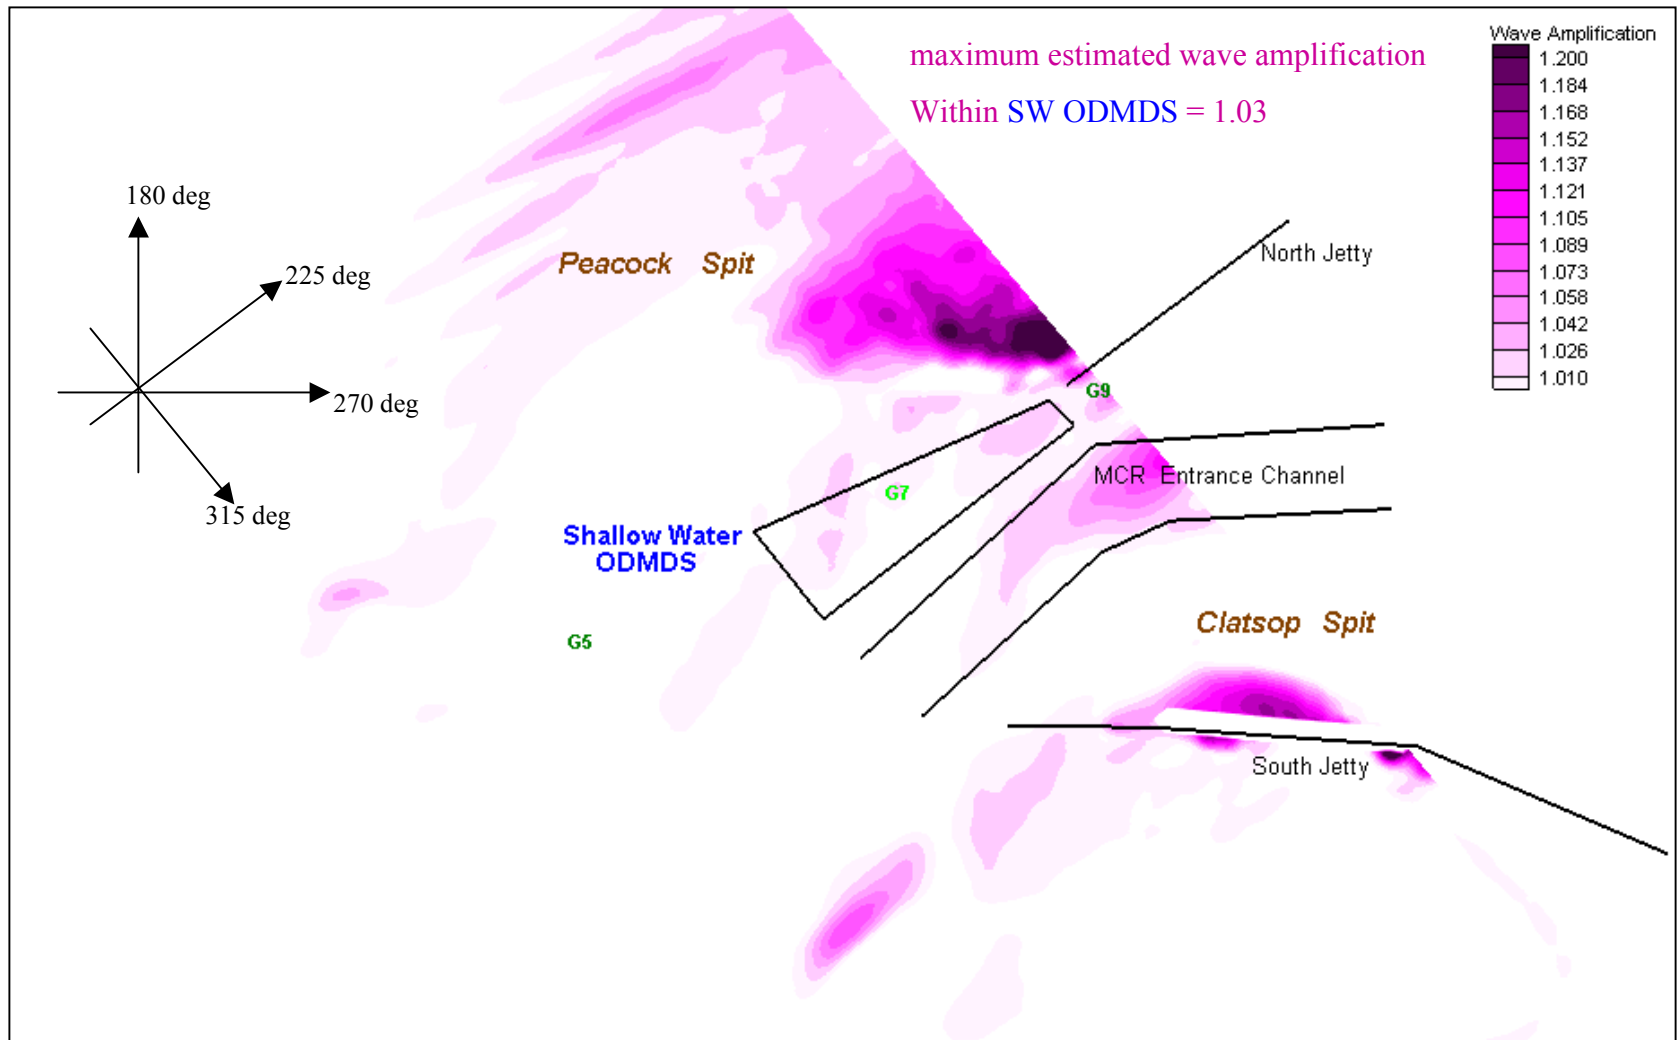 maximum estimated wave amplification
Within SW ODMDS = 1.03
Wave Amplification
1.200
1.184
1.168
1.152
1.137
1.121
1.105
1.089
1.073
1.058
1.042
1.026
1.010
180 deg
225 deg
270 deg
315 deg
Peacock Spit
North Jetty
G9
MCR Entrance Channel
G7
Shallow Water
ODMDS
G5
Clatsop Spit
South Jetty